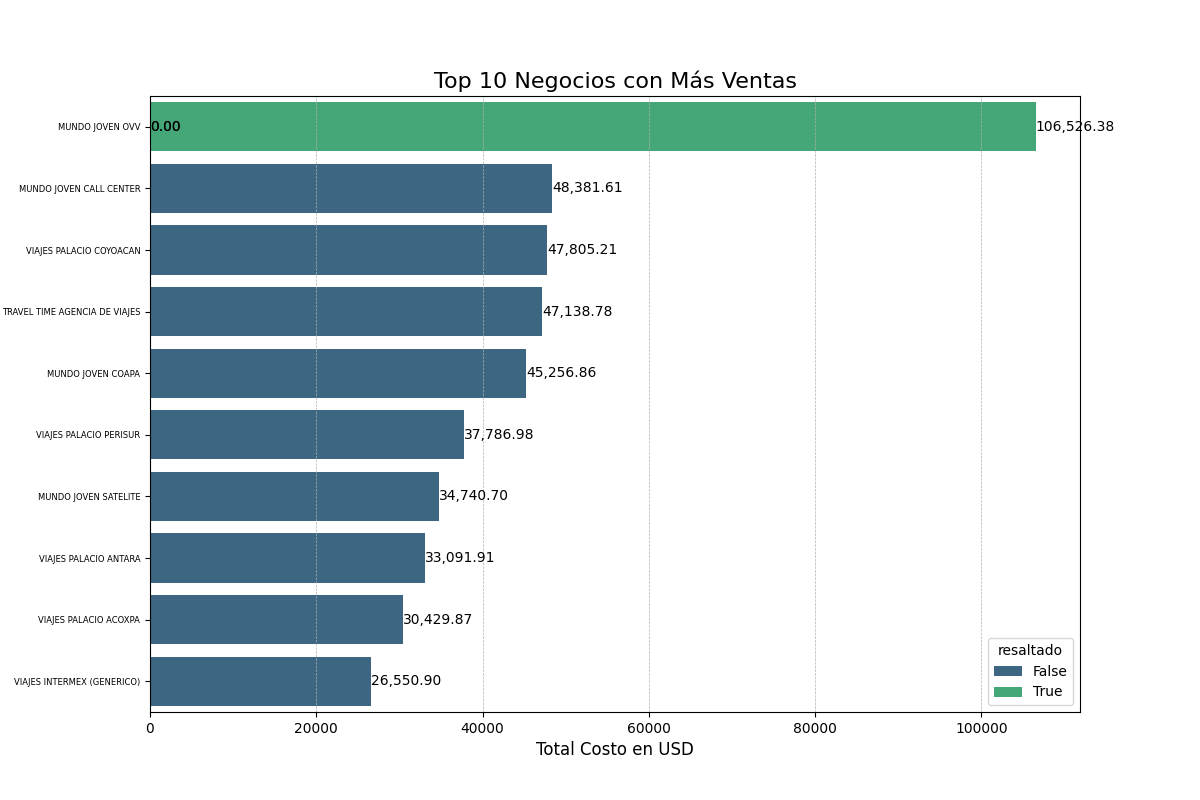 Top 10 Negocios con Más Ventas
MUNDO JOVEN OVV 0.00 106,526.38
MUNDO JOVEN CALL CENTER 48,381.61
VIAJES PALACIO COYOACAN 47,805.21
TRAVEL TIME AGENCIA DE VIAJES 47,138.78
MUNDO JOVEN COAPA 45,256.86
VIAJES PALACIO PERISUR 37,786.98
MUNDO JOVEN SATELITE 34,740.70
VIAJES PALACIO ANTARA 33,091.91
VIAJES PALACIO ACOXPA 30,429.87
VIAJES INTERMEX (GENERICO) 26,550.90
resaltado
False
True
0 20000 40000 60000 80000 100000
Total Costo en USD